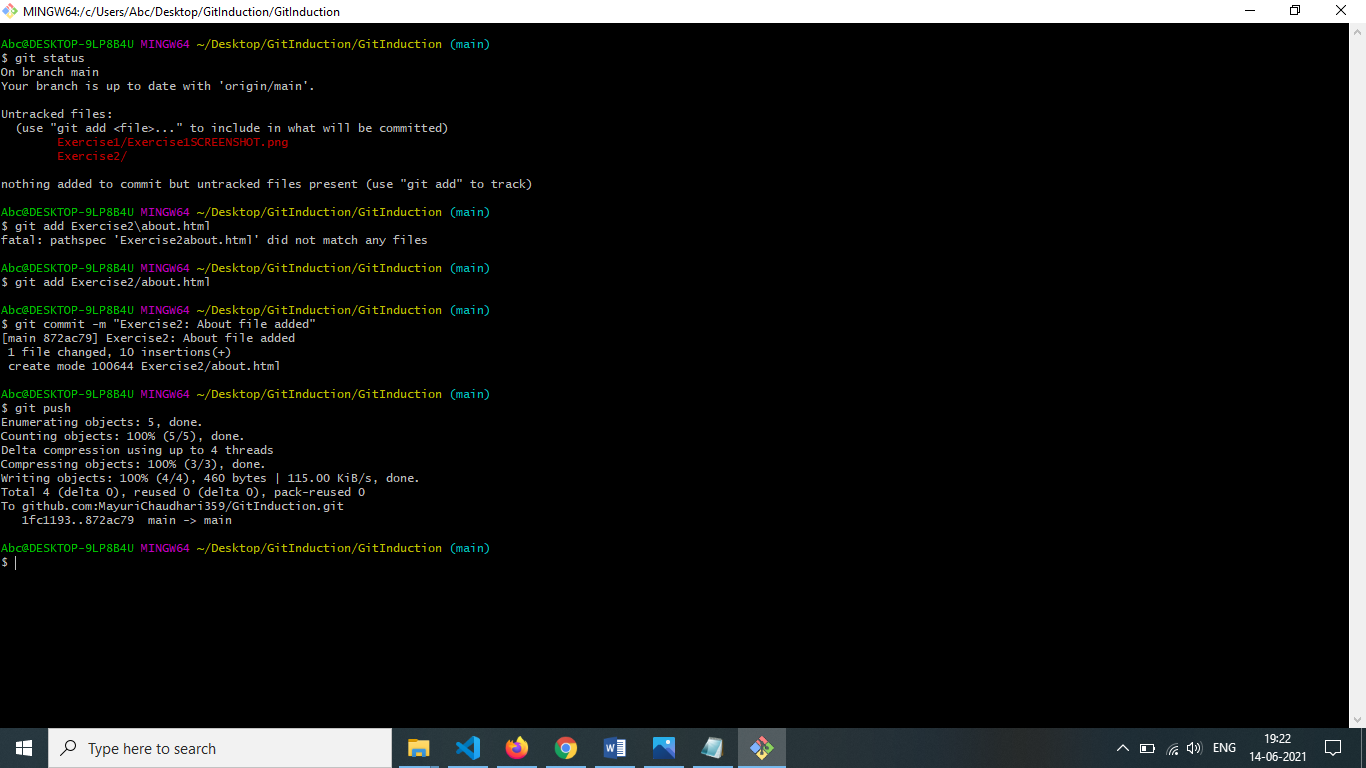 MINGW64:/c/Users/Abc/Desktop/GitInduction/GitInduction
Abc@DESKTOP-9LP8B4U MINGW64 ~/Desktop/GitInduction/GitInduction (main)
$ git status
On branch main
Your branch is up to date with 'origin/main'.
Untracked files:
  (use "git add <file>..." to include in what will be committed)
        Exercise1/Exercise1SCREENSHOT.png
        Exercise2/
nothing added to commit but untracked files present (use "git add" to track)
Abc@DESKTOP-9LP8B4U MINGW64 ~/Desktop/GitInduction/GitInduction (main)
$ git add Exercise2\about.html
fatal: pathspec 'Exercise2about.html' did not match any files
Abc@DESKTOP-9LP8B4U MINGW64 ~/Desktop/GitInduction/GitInduction (main)
$ git add Exercise2/about.html
Abc@DESKTOP-9LP8B4U MINGW64 ~/Desktop/GitInduction/GitInduction (main)
$ git commit -m "Exercise2: About file added"
[main 872ac79] Exercise2: About file added
 1 file changed, 10 insertions(+)
 create mode 100644 Exercise2/about.html
Abc@DESKTOP-9LP8B4U MINGW64 ~/Desktop/GitInduction/GitInduction (main)
$ git push
Enumerating objects: 5, done.
Counting objects: 100% (5/5), done.
Delta compression using up to 4 threads
Compressing objects: 100% (3/3), done.
Writing objects: 100% (4/4), 460 bytes | 115.00 KiB/s, done.
Total 4 (delta 0), reused 0 (delta 0), pack-reused 0
To github.com:MayuriChaudhari359/GitInduction.git
   1fc1193..872ac79  main -> main
Abc@DESKTOP-9LP8B4U MINGW64 ~/Desktop/GitInduction/GitInduction (main)
$
Type here to search
ENG
19:22
14-06-2021